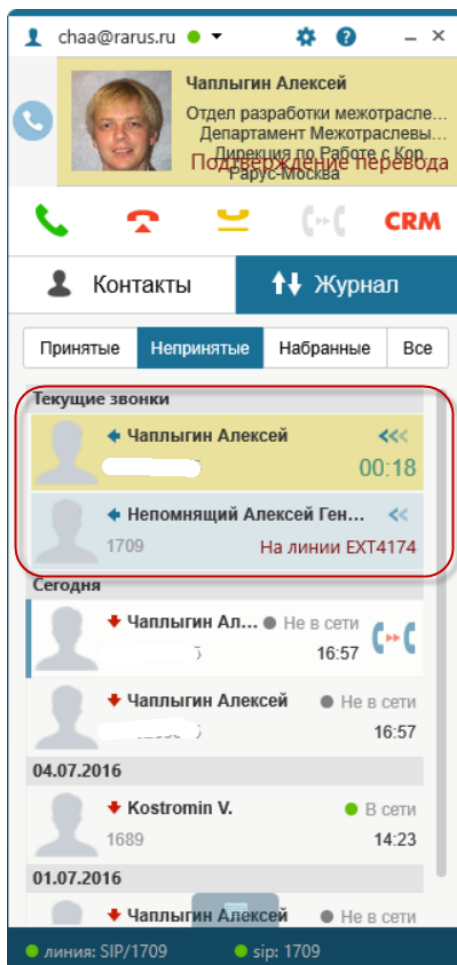 chaa@rarus.ru
Чаплыгин Алексей
Отдел разработки межотрасле...
Департамент Межотраслевы...
Дирекция по Работе с Кор
Подтверждение перевода
Рарус-Москва
CRM
Контакты
Журнал
Принятые Непринятые Набранные Все
Текущие звонки
Чаплыгин Алексей
00:18
Непомнящий Алексей Ген...
1709 На линии EXT4174
Сегодня
Чаплыгин Ал... Не в сети
16:57
Чаплыгин Алексей Не в сети
16:57
04.07.2016
Kostromin V. В сети
1689 14:23
01.07.2016
Чаплыгин Алексей Не в сети
линия: SIP/1709 sip: 1709